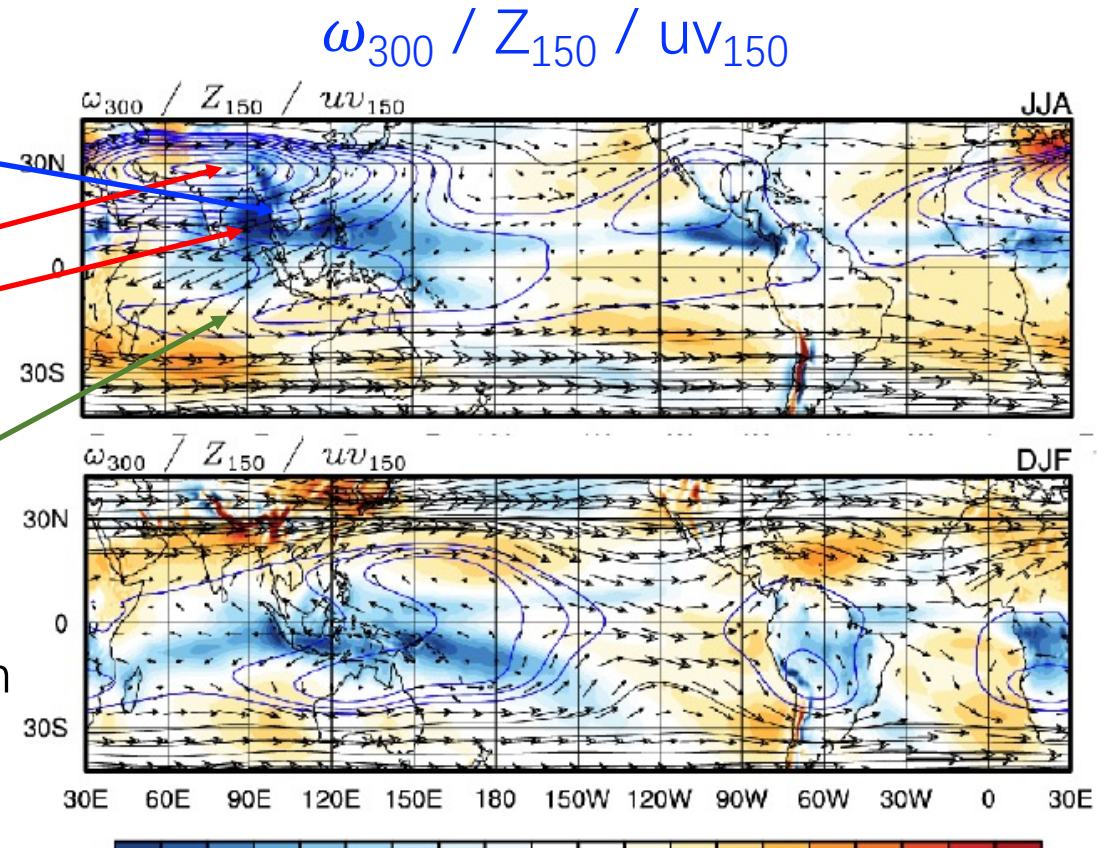 ω₃₀₀ / Z₁₅₀ / uv₁₅₀
ω₃₀₀ / Z₁₅₀ / uv₁₅₀ JJA
30N
0
30S
ω₃₀₀ / Z₁₅₀ / uv₁₅₀ DJF
30N
0
n
30S
30E 60E 90E 120E 150E 180 150W 120W 90W 60W 30W 0 30E